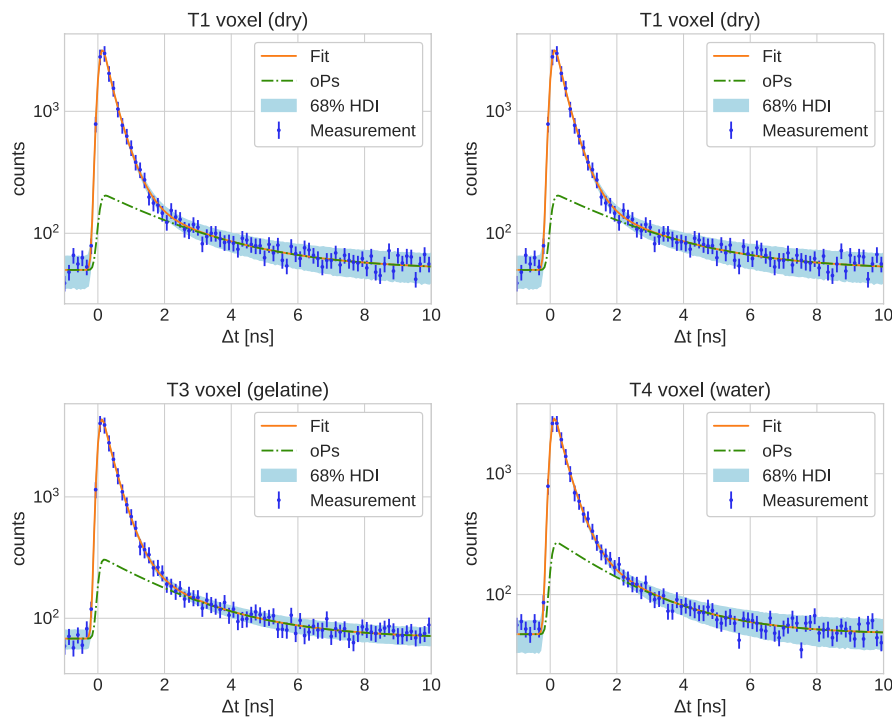 T1 voxel (dry)
Fit
oPs
68% HDI
Measurement
counts
10³
10²
0 2 4 6 8 10
Δt [ns]
T1 voxel (dry)
Fit
oPs
68% HDI
Measurement
counts
10³
10²
0 2 4 6 8 10
Δt [ns]
T3 voxel (gelatine)
Fit
oPs
68% HDI
Measurement
counts
10³
10²
0 2 4 6 8 10
Δt [ns]
T4 voxel (water)
Fit
oPs
68% HDI
Measurement
counts
10³
10²
0 2 4 6 8 10
Δt [ns]